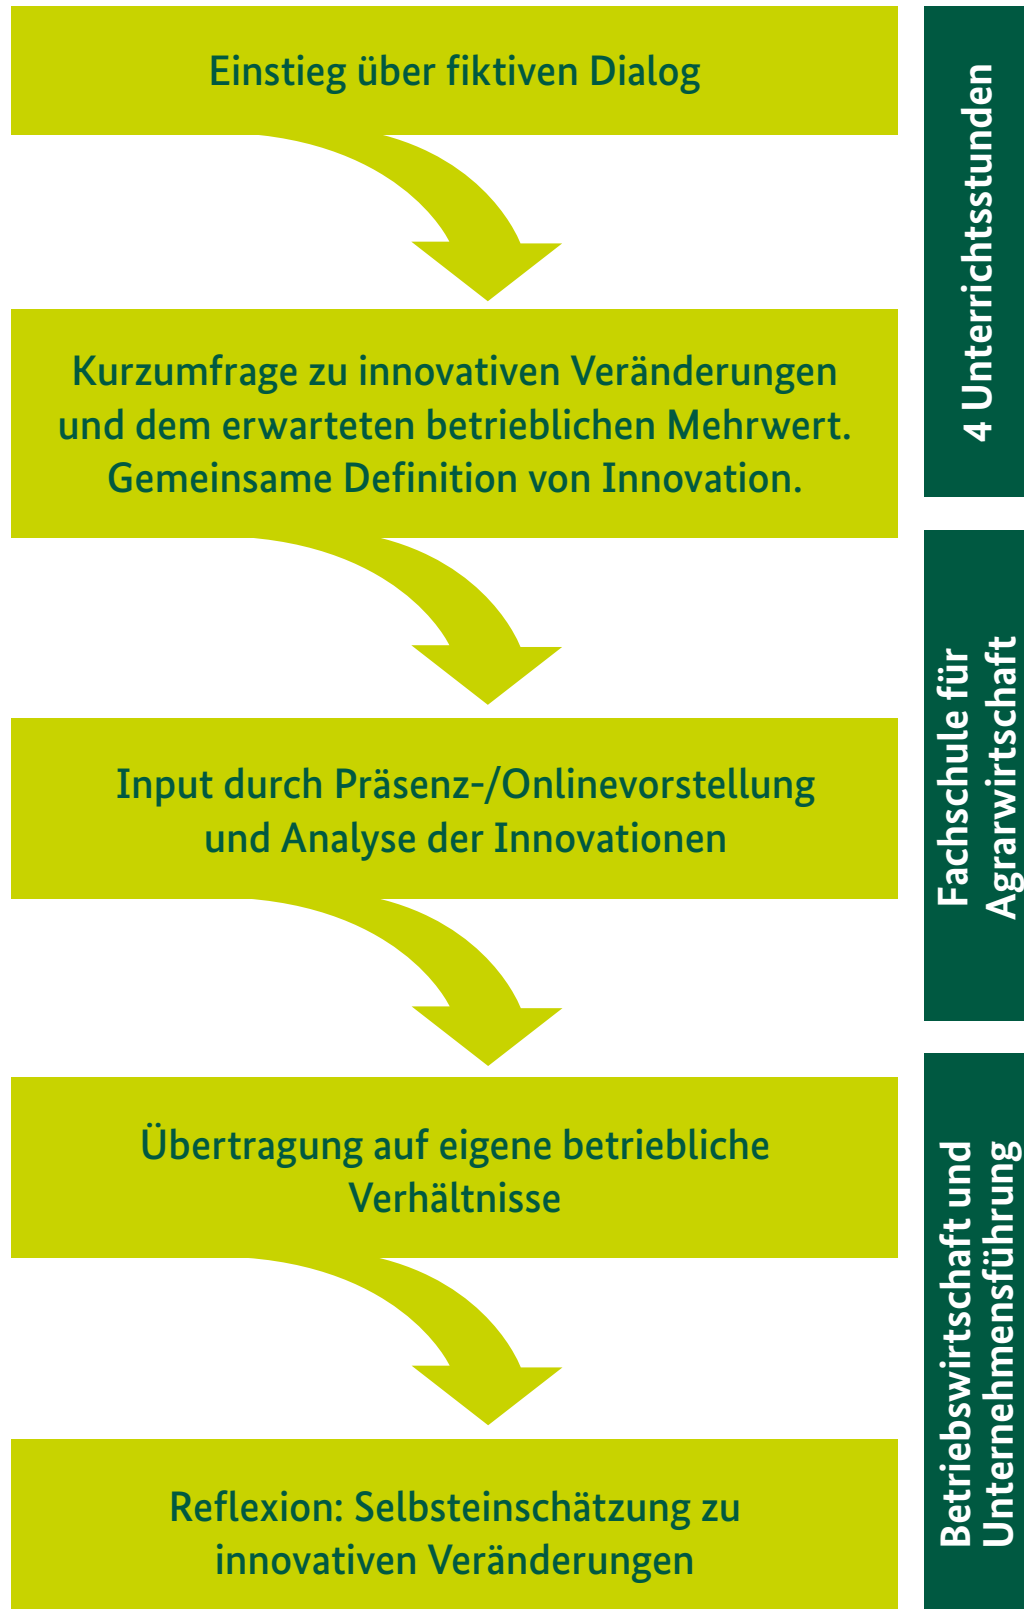 Einstieg über fiktiven Dialog
Kurzumfrage zu innovativen Veränderungen
und dem erwarteten betrieblichen Mehrwert.
Gemeinsame Definition von Innovation.
Input durch Präsenz-/Onlinevorstellung
und Analyse der Innovationen
Übertragung auf eigene betriebliche
Verhältnisse
Reflexion: Selbsteinschätzung zu
innovativen Veränderungen
4 Unterrichtsstunden
Fachschule für
Agrarwirtschaft
Betriebswirtschaft und
Unternehmensführung